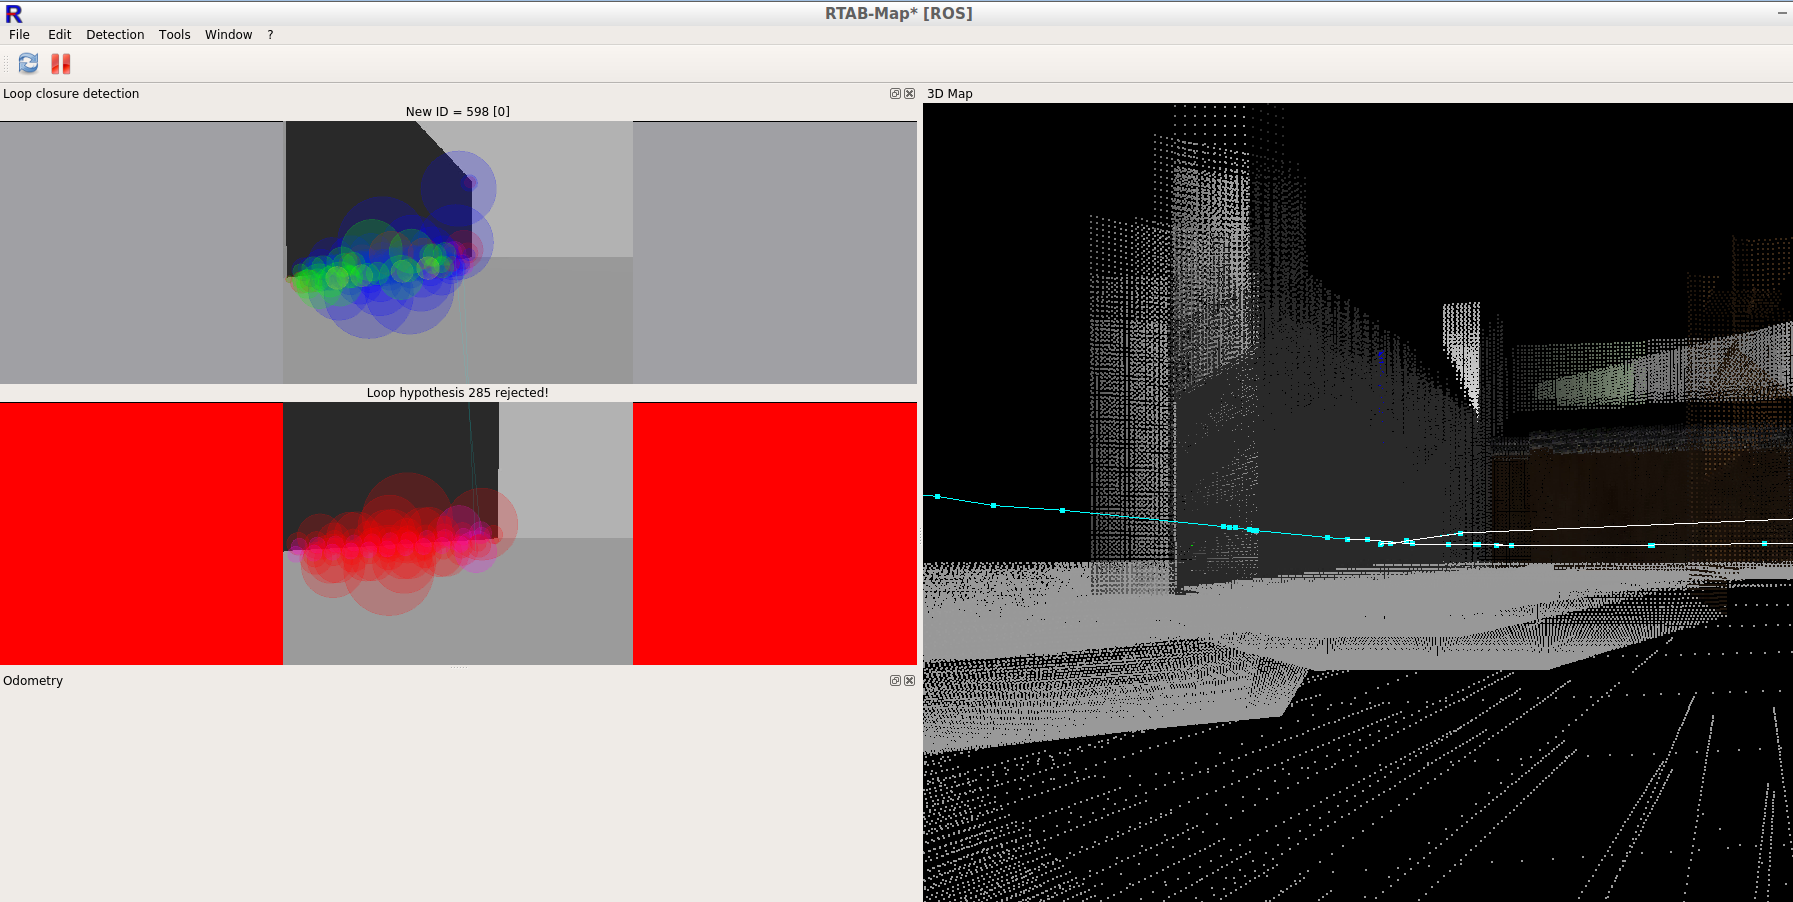 RTAB-Map* [ROS]
File Edit Detection Tools Window ?
Loop closure detection
New ID = 598 [0]
Loop hypothesis 285 rejected!
Odometry
3D Map